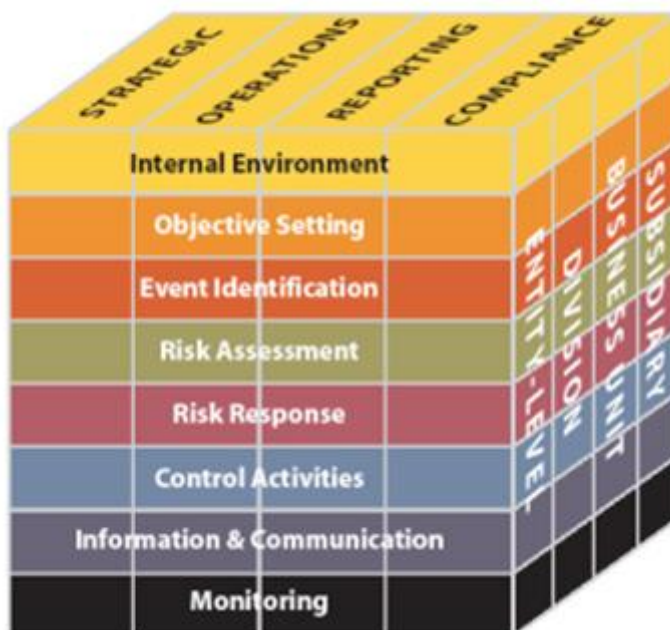 STRATEGIC
OPERATIONS
REPORTING
COMPLIANCE
Internal Environment
Objective Setting
Event Identification
Risk Assessment
Risk Response
Control Activities
Information & Communication
Monitoring
ENTITY-LEVEL
DIVISION
BUSINESS UNIT
SUBSIDIARY